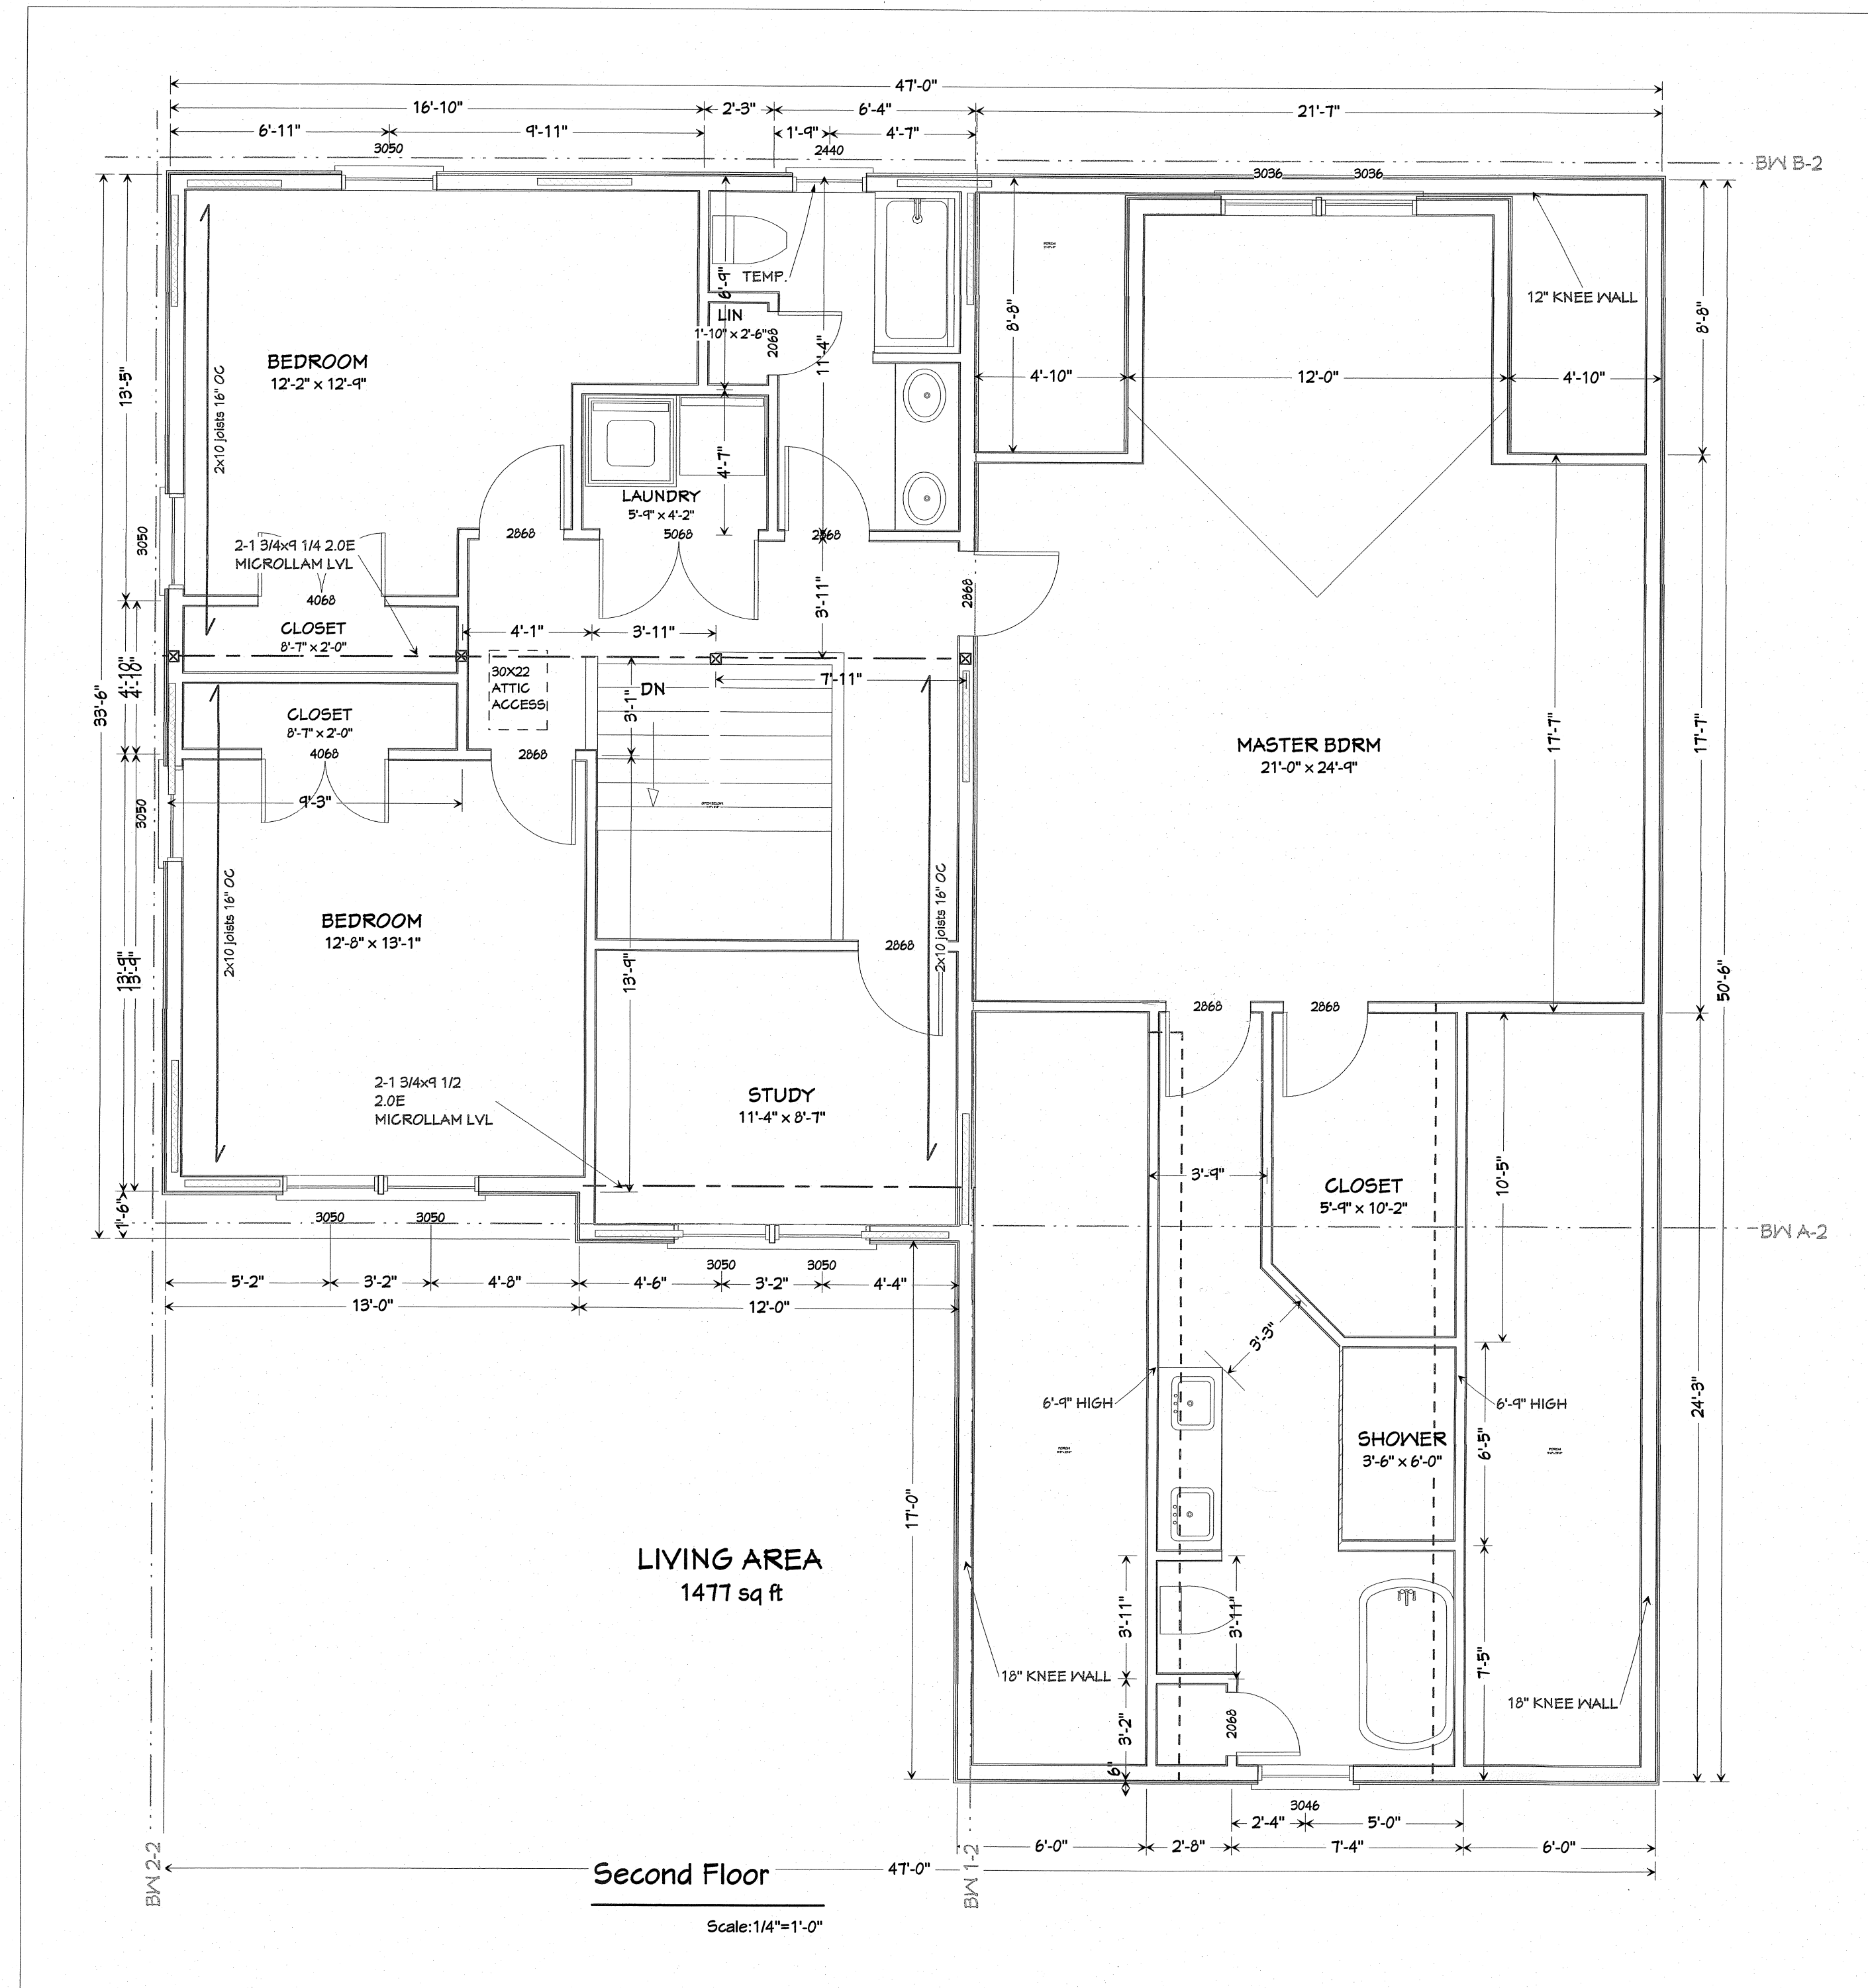 47'-0"
16'-10"
2'-3"
6'-4"
21'-7"
6'-11"
9'-11"
1'-9"
4'-7"
3050
2440
BW B-2
3036
3036
TEMP.
6'-9"
LIN
1'-10" x 2'-6"
2068
11'-4"
8'-8"
12" KNEE WALL
8'-8"
BEDROOM
12'-2" x 12'-9"
13'-5"
2x10 joists 16" OC
4'-10"
12'-0"
4'-10"
4'-7"
LAUNDRY
5'-9" x 4'-2"
2868
5068
2868
3050
2-1 3/4x9 1/4 2.0E
MICROLLAM LVL
4068
2868
3'-11"
CLOSET
8'-7" x 2'-0"
4'-1"
3'-11"
4'-10"
4'-10"
33'-6"
30X22
ATTIC
ACCESS
DN
7'-11"
3'-1"
CLOSET
8'-7" x 2'-0"
4068
2868
MASTER BDRM
21'-0" x 24'-9"
17'-7"
17'-7"
3050
9'-3"
OPEN BELOW
BEDROOM
12'-8" x 13'-1"
2x10 joists 16" OC
2x10 joists 16" OC
2868
13'-9"
13'-9"
13'-9"
50'-6"
2868
2868
2-1 3/4x9 1/2
2.0E
MICROLLAM LVL
STUDY
11'-4" x 8'-7"
3'-9"
CLOSET
5'-9" x 10'-2"
10'-5"
1'-6"
3050
3050
BW A-2
3050
3050
5'-2"
3'-2"
4'-8"
4'-6"
3'-2"
4'-4"
13'-0"
12'-0"
3'-3"
6'-9" HIGH
6'-9" HIGH
24'-3"
SHOWER
3'-6" x 6'-0"
6'-5"
PORCH
PORCH
PORCH
17'-0"
LIVING AREA
1477 sq ft
3'-11"
3'-11"
18" KNEE WALL
7'-5"
18" KNEE WALL
3'-2"
2068
6"
3046
2'-4"
5'-0"
6'-0"
2'-8"
7'-4"
6'-0"
BW 2-2
BW 1-2
47'-0"
Second Floor
Scale:1/4"=1'-0"